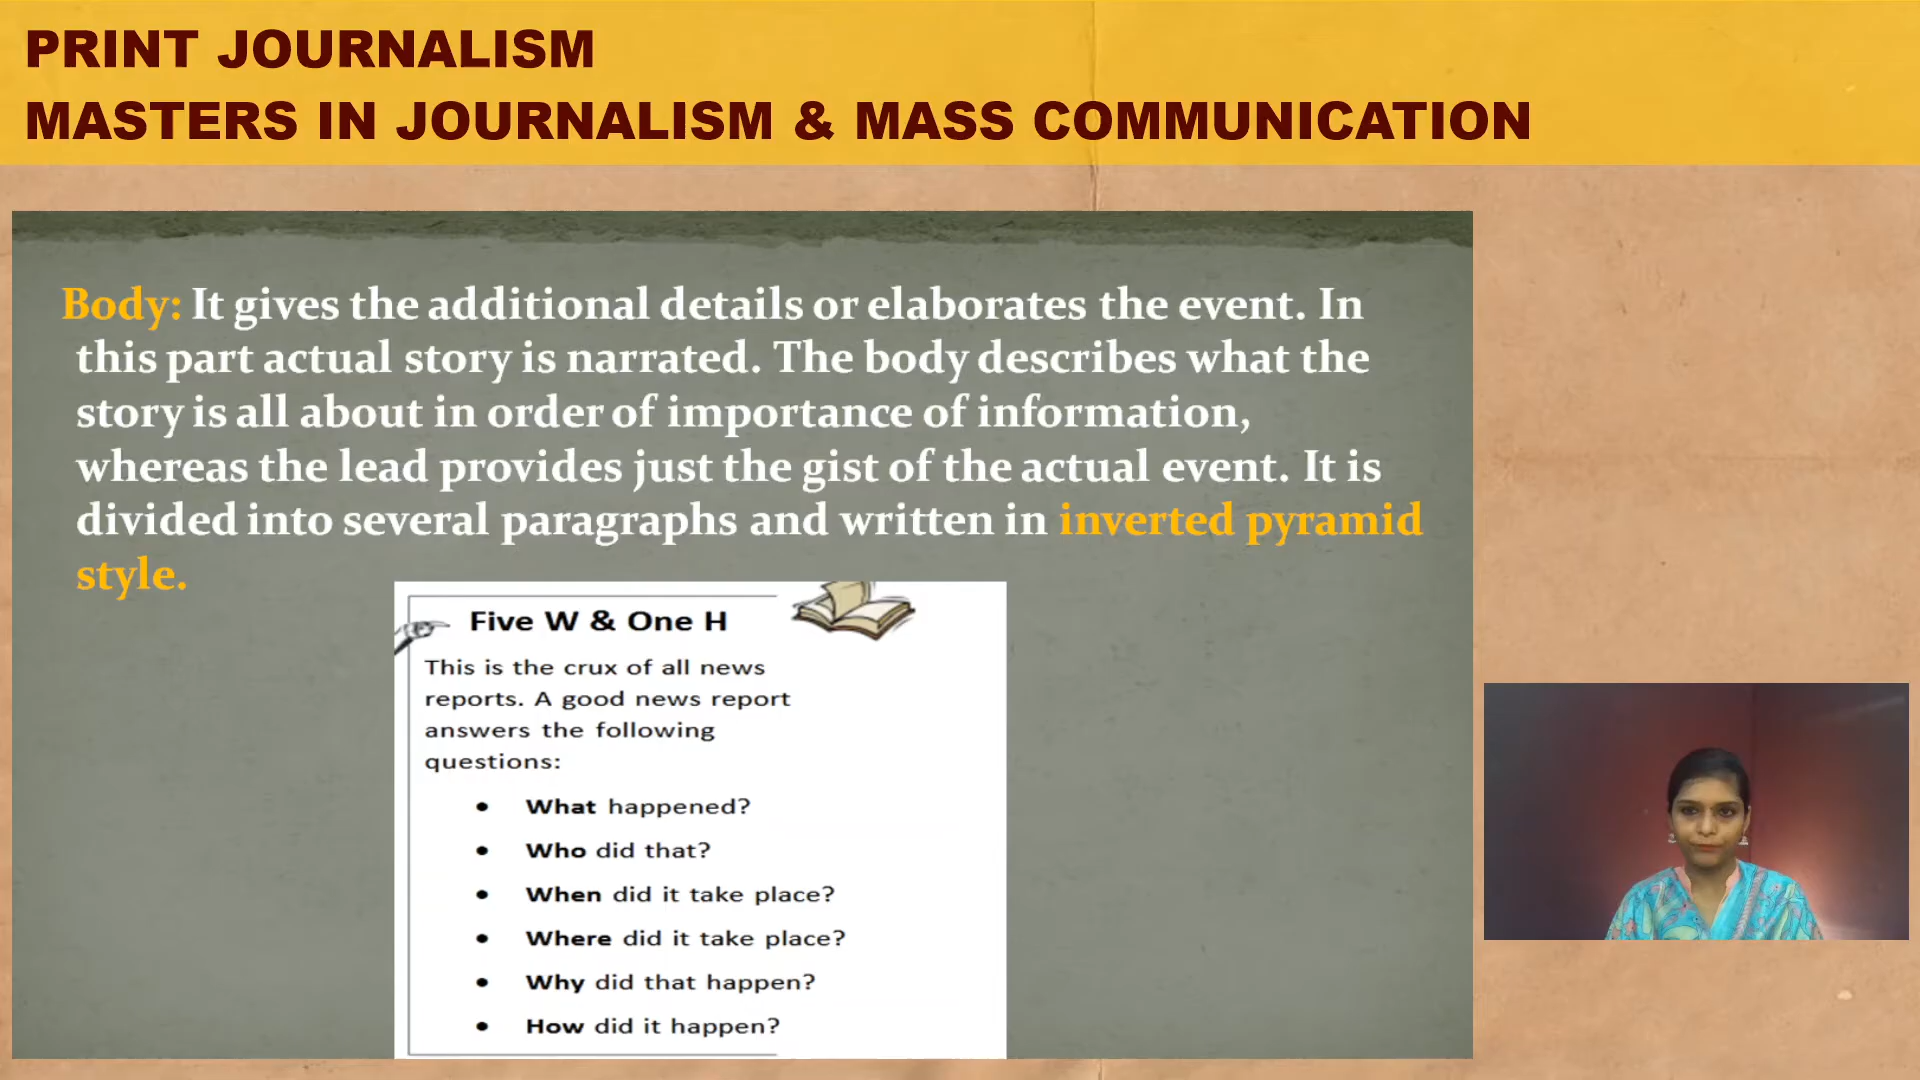 PRINT JOURNALISM
MASTERS IN JOURNALISM & MASS COMMUNICATION
Body: It gives the additional details or elaborates the event. In
this part actual story is narrated. The body describes what the
story is all about in order of importance of information,
whereas the lead provides just the gist of the actual event. It is
divided into several paragraphs and written in inverted pyramid
style.
Five W & One H
This is the crux of all news
reports. A good news report
answers the following
questions:
• What happened?
• Who did that?
• When did it take place?
• Where did it take place?
• Why did that happen?
• How did it happen?